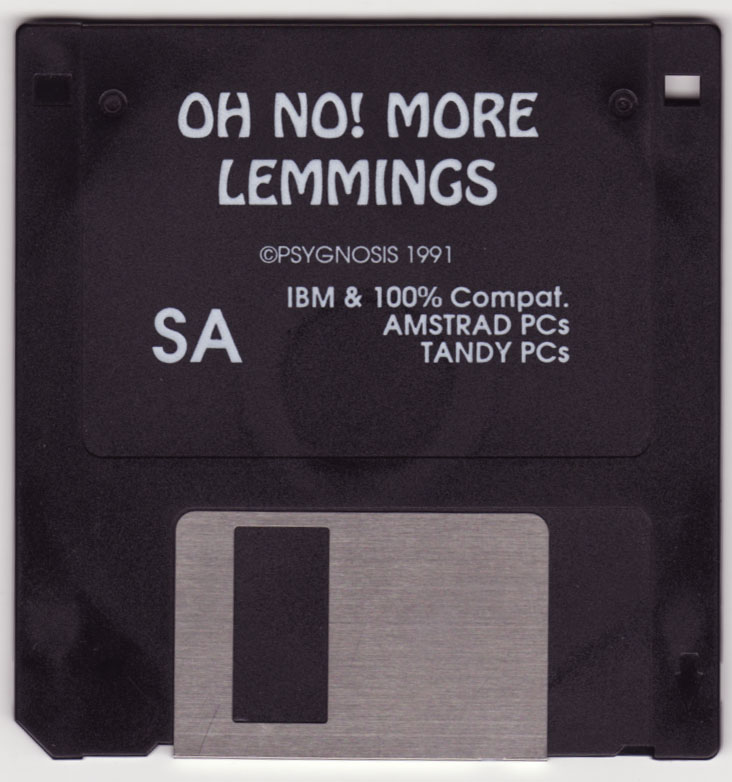 OH NO! MORE
LEMMINGS
©PSYGNOSIS 1991
IBM & 100% Compat.
SA
AMSTRAD PCs
TANDY PCs